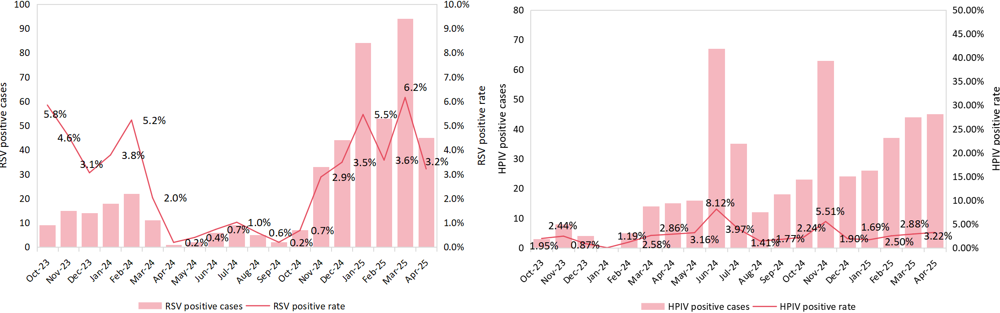 100
90
80
70
60
50
40
30
20
10
0
RSV positive cases
10.0%
9.0%
8.0%
7.0%
6.0%
5.0%
4.0%
3.0%
2.0%
1.0%
0.0%
RSV positive rate
5.8%
4.6%
3.1%
3.8%
5.2%
2.0%
0.2%
0.4%
0.7%
1.0%
0.6%
0.2%
0.7%
2.9%
3.5%
5.5%
3.6%
6.2%
3.2%
Oct-23
Nov-23
Dec-23
Jan-24
Feb-24
Mar-24
Apr-24
May-24
Jun-24
Jul-24
Aug-24
Sep-24
Oct-24
Nov-24
Dec-24
Jan-25
Feb-25
Mar-25
Apr-25
RSV positive cases
RSV positive rate
80
70
60
50
40
30
20
10
0
HPIV positive cases
50.00%
45.00%
40.00%
35.00%
30.00%
25.00%
20.00%
15.00%
10.00%
5.00%
0.00%
HPIV positive rate
1.95%
2.44%
0.87%
1.19%
2.58%
2.86%
3.16%
8.12%
3.97%
1.41%
1.77%
2.24%
5.51%
1.90%
1.69%
2.50%
2.88%
3.22%
Oct-23
Nov-23
Dec-23
Jan-24
Feb-24
Mar-24
Apr-24
May-24
Jun-24
Jul-24
Aug-24
Sep-24
Oct-24
Nov-24
Dec-24
Jan-25
Feb-25
Mar-25
Apr-25
HPIV positive cases
HPIV positive rate